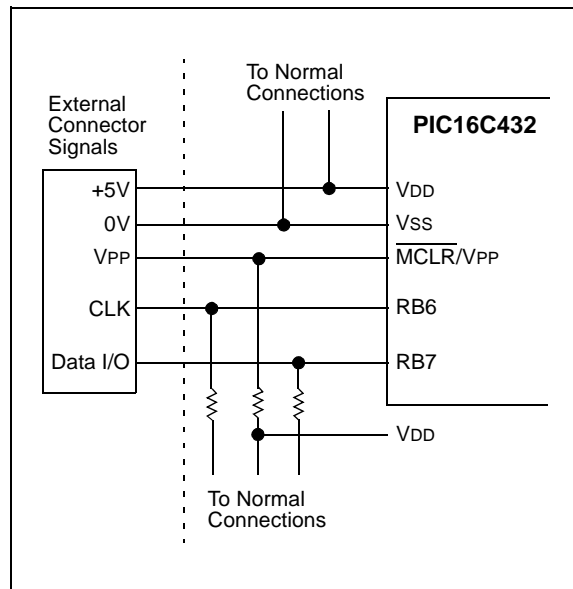 To Normal
Connections
External
Connector
Signals
PIC16C432
+5V
VDD
0V
VSS
VPP
MCLR/VPP
CLK
RB6
Data I/O
RB7
VDD
To Normal
Connections